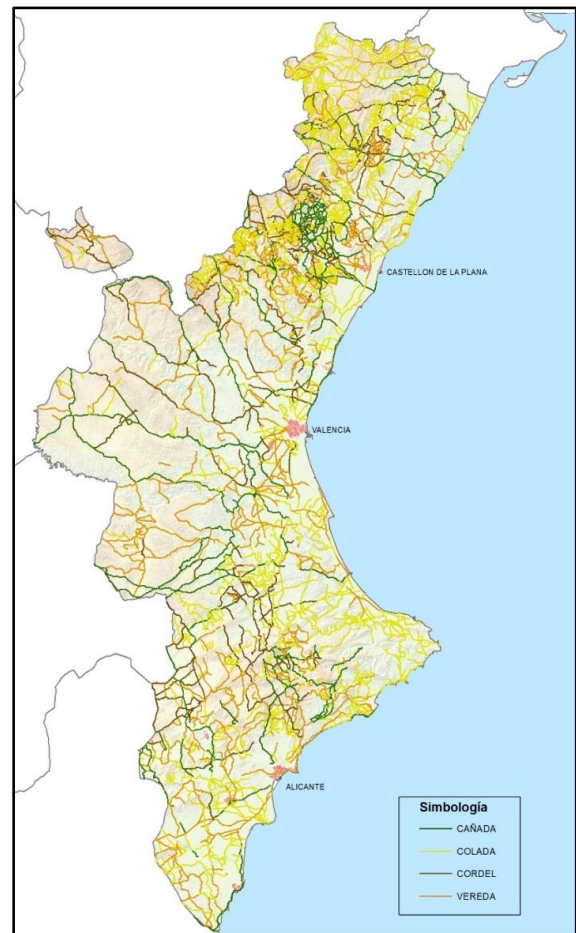 CASTELLON DE LA PLANA
VALENCIA
ALICANTE
Simbología
CAÑADA
COLADA
CORDEL
VEREDA